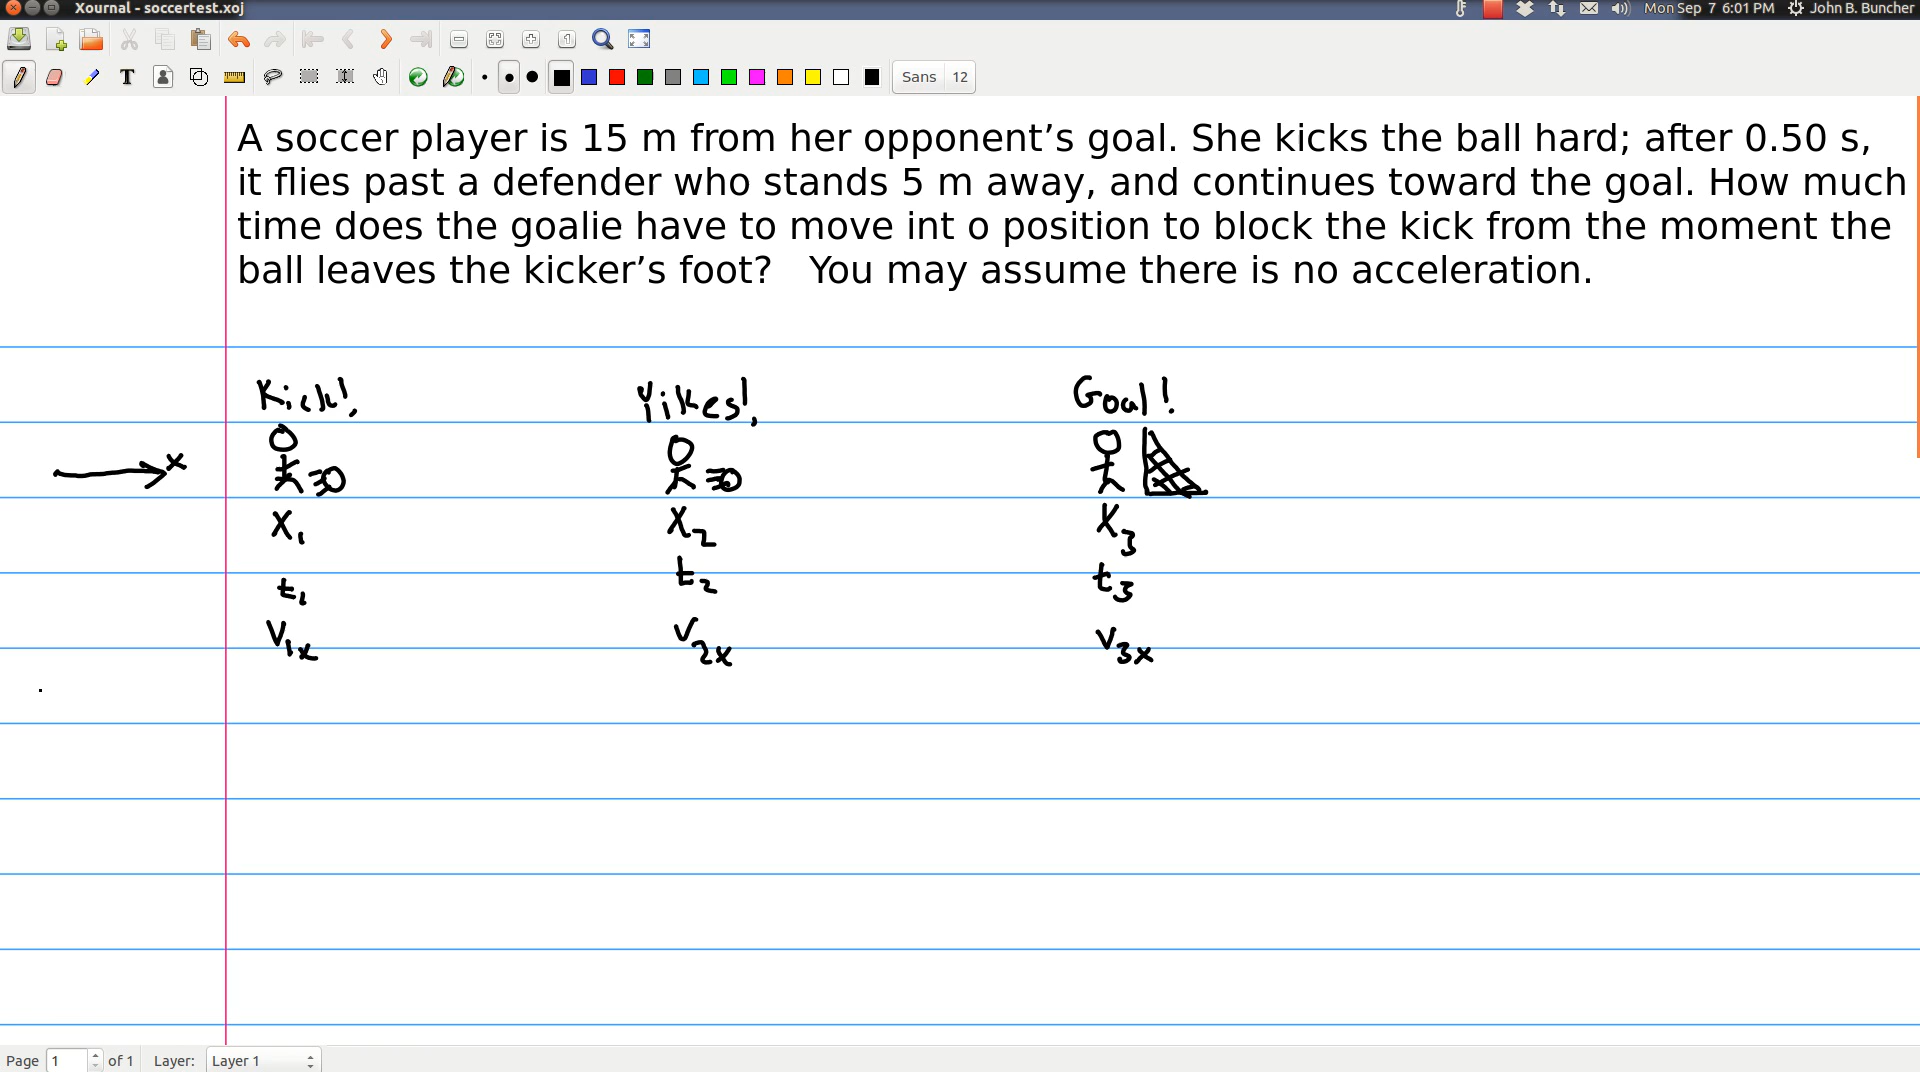 Xournal - soccertest.xoj
Mon Sep 7 6:01 PM John B. Buncher
T Sans 12
A soccer player is 15 m from her opponent’s goal. She kicks the ball hard; after 0.50 s,
it flies past a defender who stands 5 m away, and continues toward the goal. How much
time does the goalie have to move int o position to block the kick from the moment the
ball leaves the kicker’s foot? You may assume there is no acceleration.
Kick! Yikes! Goal!
x
x₁ x₂ x₃
t₁ t₂ t₃
v₁ₓ v₂ₓ v₃ₓ
Page 1 of 1 Layer: Layer 1